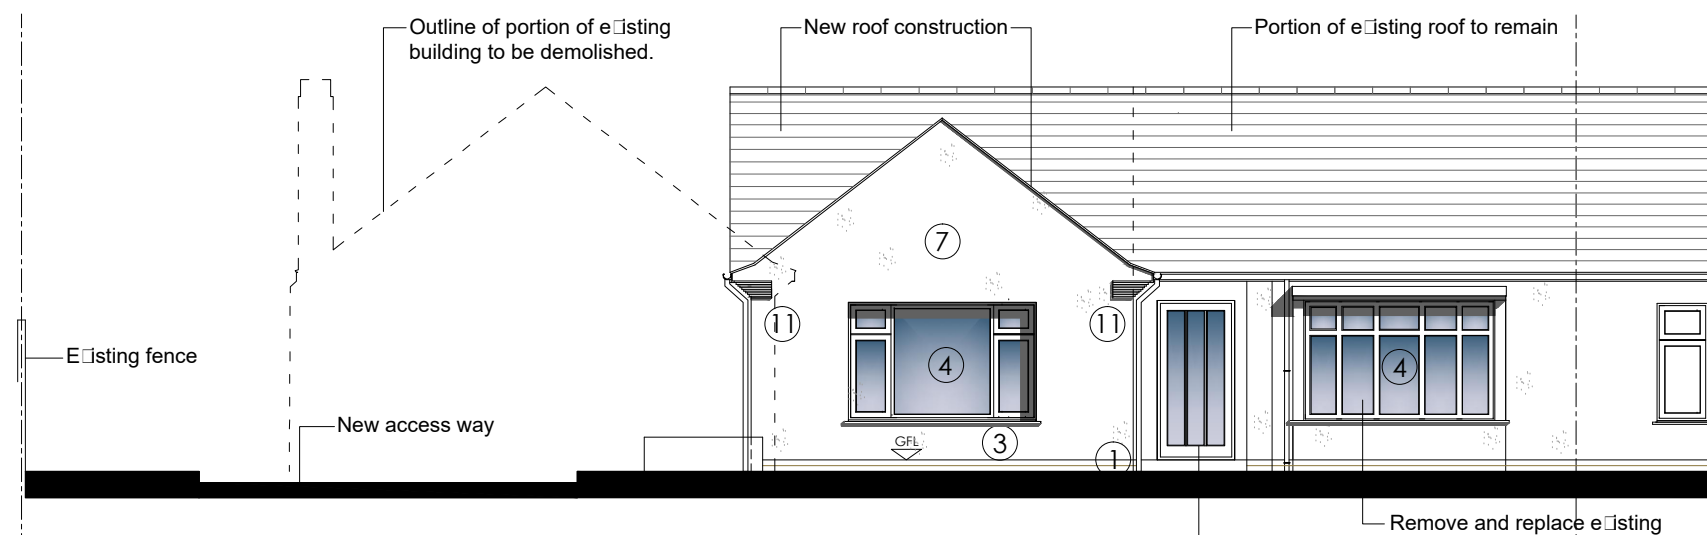 Outline of portion of e□isting
building to be demolished.
New roof construction
Portion of e□isting roof to remain
7
11
11
E□isting fence
4
4
New access way
GFL
3
1
Remove and replace e□isting